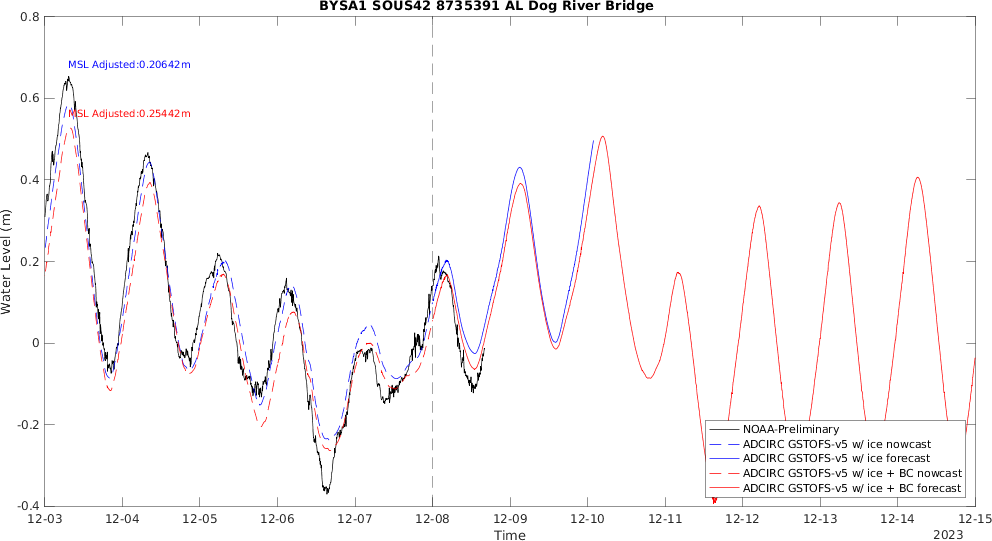 BYSA1 SOUS42 8735391 AL Dog River Bridge
MSL Adjusted:0.20642m
MSL Adjusted:0.25442m
Water Level (m)
0.8
0.6
0.4
0.2
0
-0.2
-0.4
NOAA-Preliminary
ADCIRC GSTOFS-v5 w/ ice nowcast
ADCIRC GSTOFS-v5 w/ ice forecast
ADCIRC GSTOFS-v5 w/ ice + BC nowcast
ADCIRC GSTOFS-v5 w/ ice + BC forecast
12-03 12-04 12-05 12-06 12-07 12-08 12-09 12-10 12-11 12-12 12-13 12-14 12-15
Time
2023